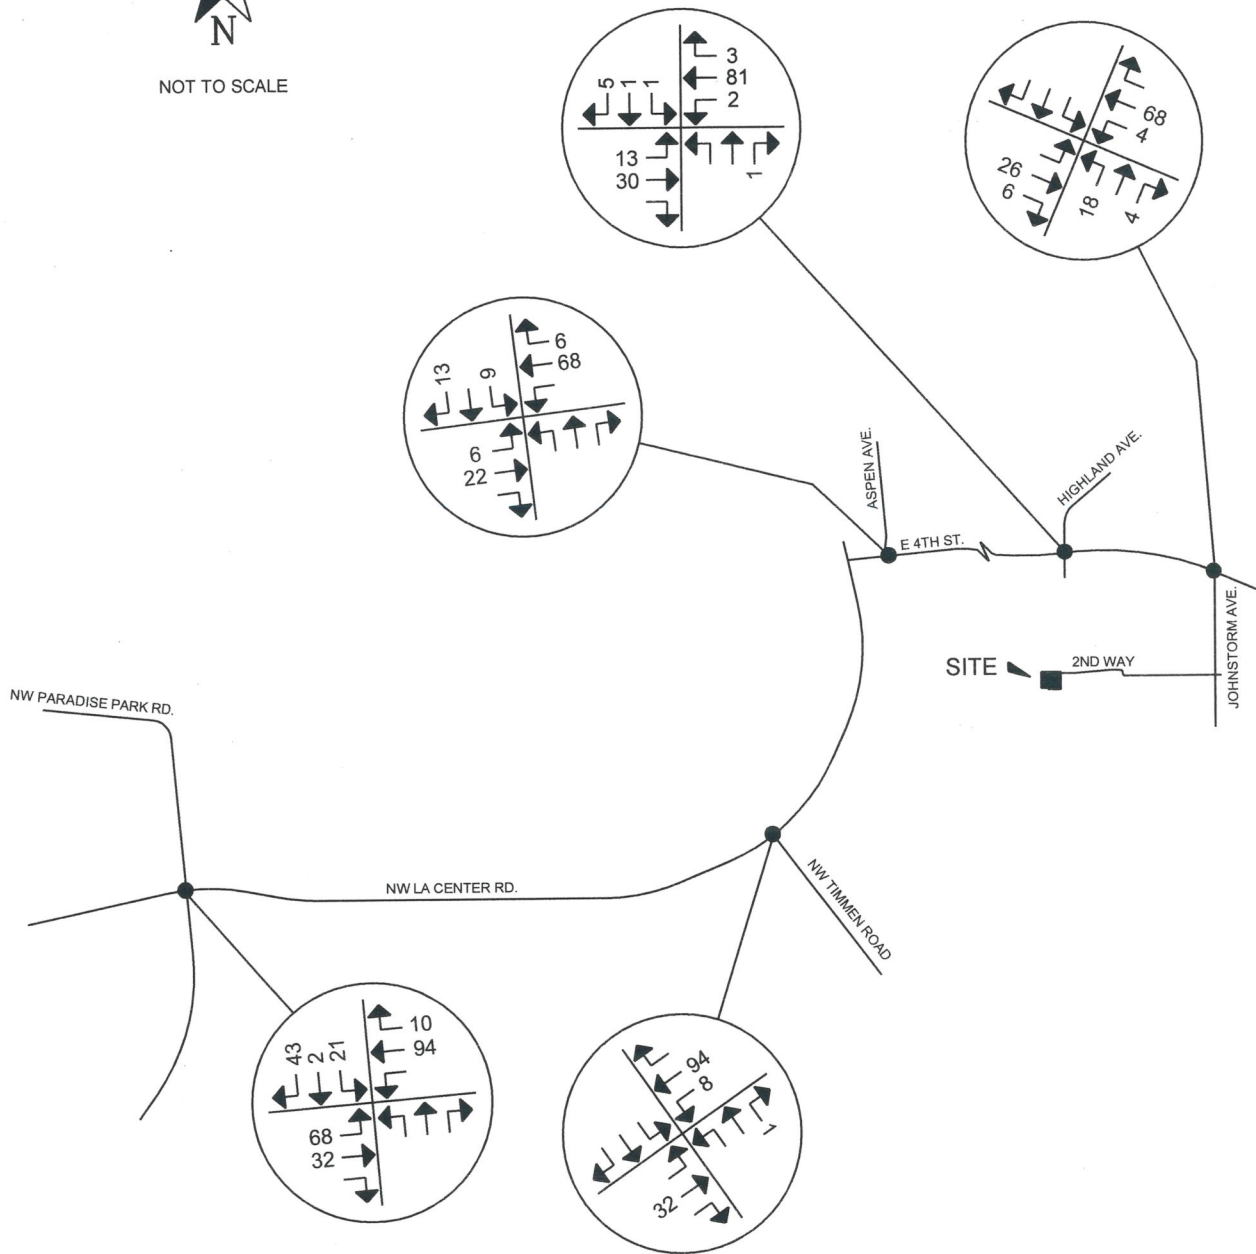 N
NOT TO SCALE
5 1 1
3
81
2
13
30
1
68
4
26
6
18
4
13 9
6
68
6
22
ASPEN AVE.
HIGHLAND AVE.
E 4TH ST.
JOHNSTORM AVE.
SITE
2ND WAY
NW PARADISE PARK RD.
NW LA CENTER RD.
NW TIMMEN ROAD
43 2 21
10
94
68
32
94
8
1
32